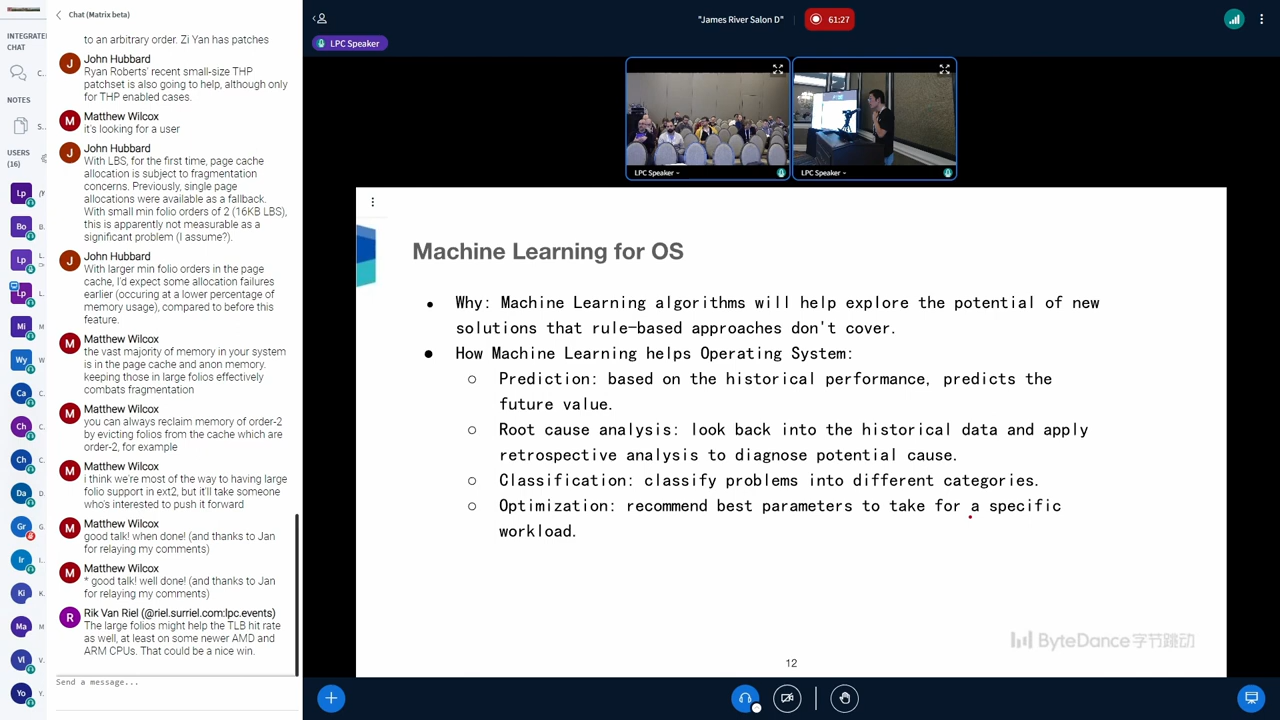 Chat (Matrix beta)
INTEGRATE
CHAT
C.
NOTES
S..
USERS
(16)
Lp
Bo
B.
Lp
L.
Lp
Mi
Wy
Ca
C.
Ch
Ch
C.
Da
D.
Gr
G.
Ir
Ki
K.
Ma
M.
Vl
Yo
Y.
to an arbitrary order. Zi Yan has patches
J
John Hubbard
Ryan Roberts' recent small-size THP
patchset is also going to help, although only
for THP enabled cases.
M
Matthew Wilcox
it's looking for a user
J
John Hubbard
With LBS, for the first time, page cache
allocation is subject to fragmentation
concerns. Previously, single page
allocations were available as a fallback.
With small min folio orders of 2 (16KB LBS),
this is apparently not measurable as a
significant problem (I assume?).
J
John Hubbard
With larger min folio orders in the page
cache, I'd expect some allocation failures
earlier (occuring at a lower percentage of
memory usage), compared to before this
feature.
M
Matthew Wilcox
the vast majority of memory in your system
is in the page cache and anon memory.
keeping those in large folios effectively
combats fragmentation
M
Matthew Wilcox
you can always reclaim memory of order-2
by evicting folios from the cache which are
order-2, for example
M
Matthew Wilcox
i think we're most of the way to having large
folio support in ext2, but it'll take someone
who's interested to push it forward
M
Matthew Wilcox
good talk! when done! (and thanks to Jan
for relaying my comments)
M
Matthew Wilcox
* good talk! well done! (and thanks to Jan
for relaying my comments)
R
Rik Van Riel (@riel.surriel.com:lpc.events)
The large folios might help the TLB hit rate
as well, at least on some newer AMD and
ARM CPUs. That could be a nice win.
Send a message...
"James River Salon D"
61:27
LPC Speaker
LPC Speaker
LPC Speaker
Machine Learning for OS
● Why: Machine Learning algorithms will help explore the potential of new
solutions that rule-based approaches don't cover.
● How Machine Learning helps Operating System:
○ Prediction: based on the historical performance, predicts the
future value.
○ Root cause analysis: look back into the historical data and apply
retrospective analysis to diagnose potential cause.
○ Classification: classify problems into different categories.
○ Optimization: recommend best parameters to take for a specific
workload.
ByteDance字节跳动
12